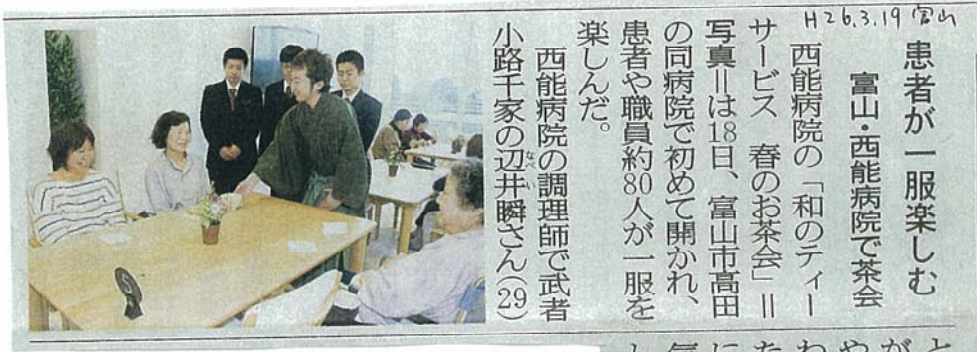 H26.3.19 富山
患者が一服楽しむ
富山・西能病院で茶会
西能病院の「和のティー
サービス 春のお茶会」＝
写真＝は18日、富山市高田
の同病院で初めて開かれ、
患者や職員約80人が一服を
楽しんだ。
西能病院の調理師で武者
小路千家の辺井瞬さん(29)